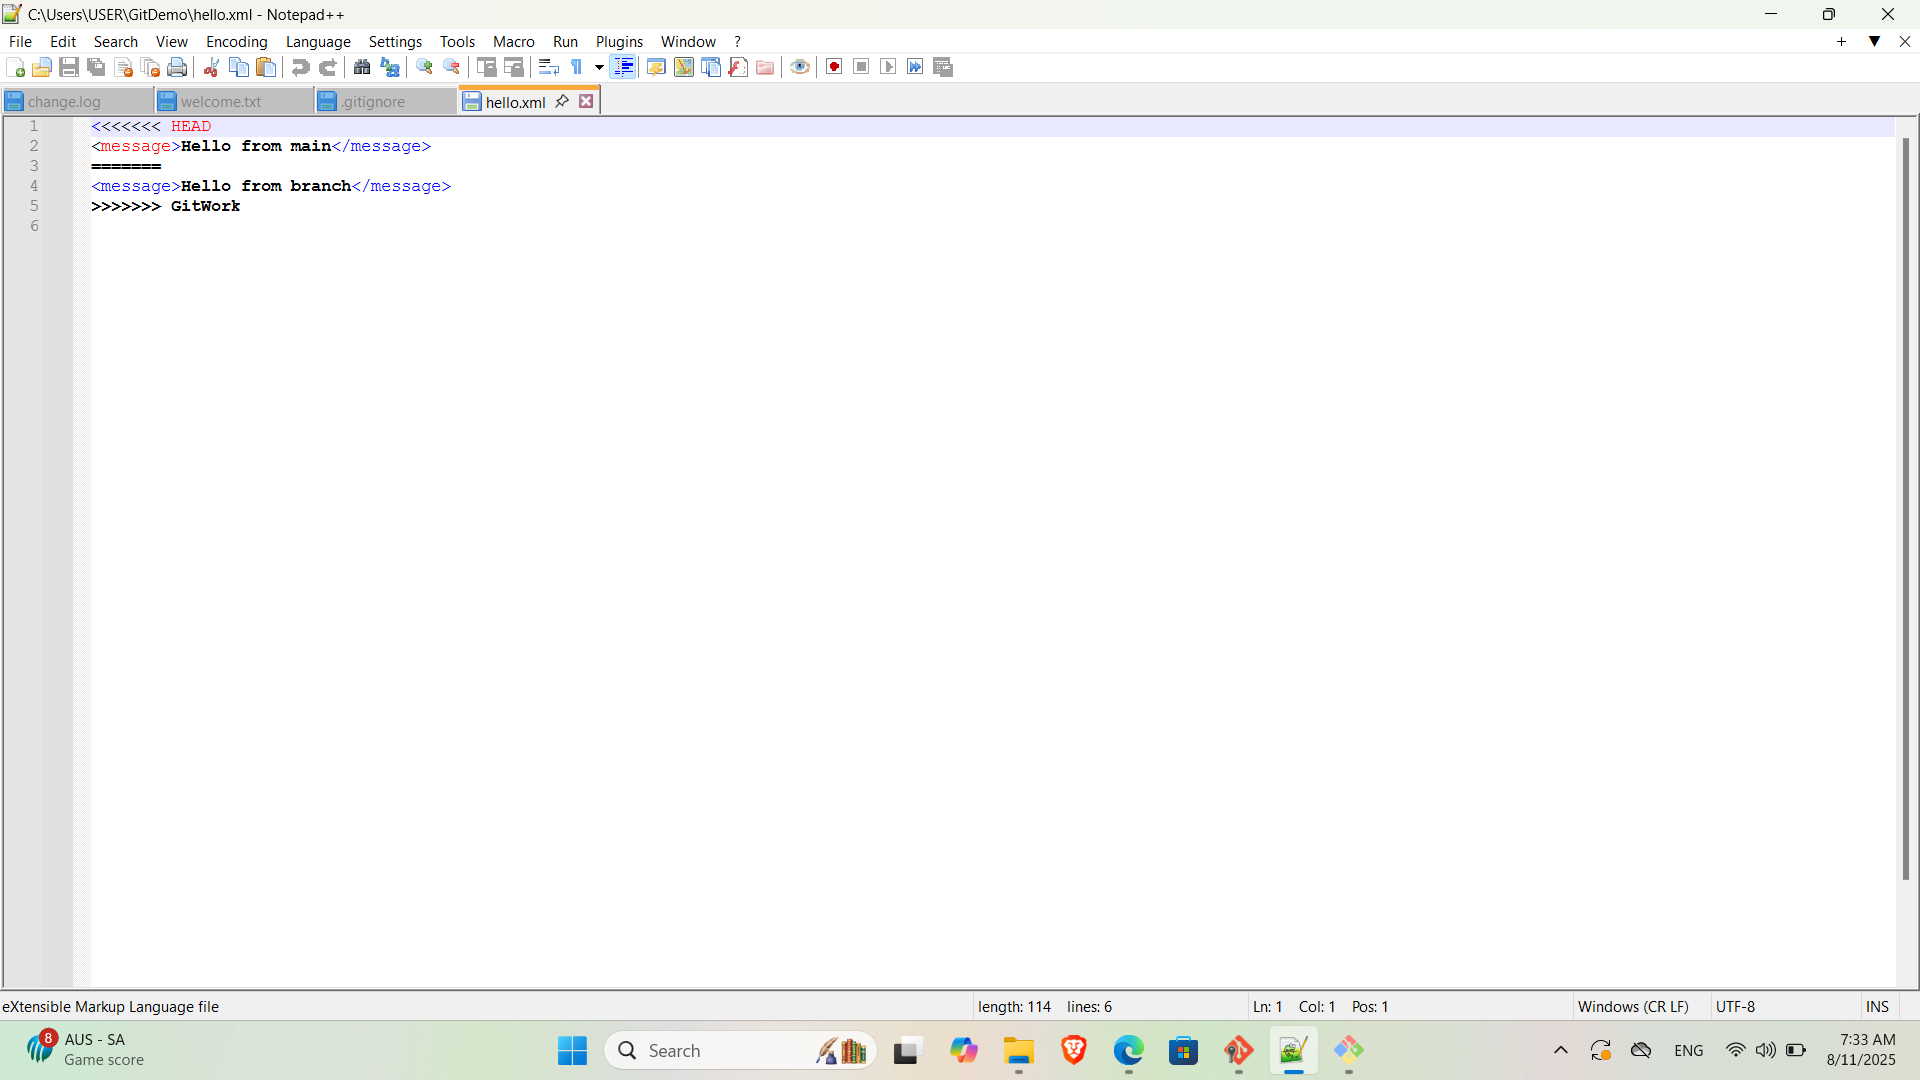 C:\Users\USER\GitDemo\hello.xml - Notepad++
File Edit Search View Encoding Language Settings Tools Macro Run Plugins Window ?
change.log welcome.txt .gitignore hello.xml
1 <<<<<<< HEAD
2 <message>Hello from main</message>
3 =======
4 <message>Hello from branch</message>
5 >>>>>>> GitWork
6
eXtensible Markup Language file length: 114 lines: 6 Ln: 1 Col: 1 Pos: 1 Windows (CR LF) UTF-8 INS
8 AUS - SA
Game score
Search
ENG
7:33 AM
8/11/2025